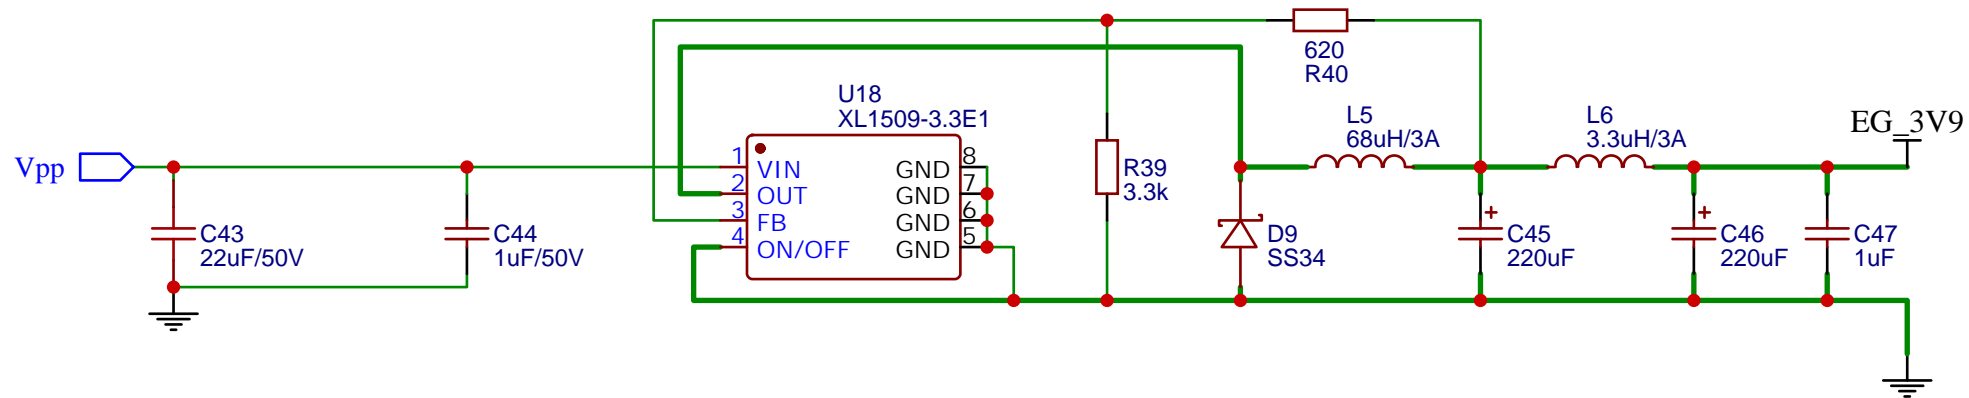 620
R40
U18
XL1509-3.3E1
L5
68uH/3A
L6
3.3uH/3A
EG_3V9
Vpp
1
VIN
2
OUT
3
FB
4
ON/OFF
GND
8
GND
7
GND
6
GND
5
R39
3.3k
C43
22uF/50V
C44
1uF/50V
D9
SS34
+
C45
220uF
+
C46
220uF
C47
1uF